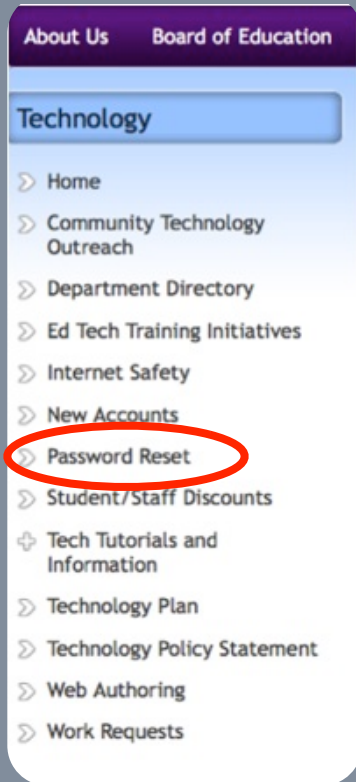 About Us Board of Education
Technology
Home
Community Technology
Outreach
Department Directory
Ed Tech Training Initiatives
Internet Safety
New Accounts
Password Reset
Student/Staff Discounts
Tech Tutorials and
Information
Technology Plan
Technology Policy Statement
Web Authoring
Work Requests